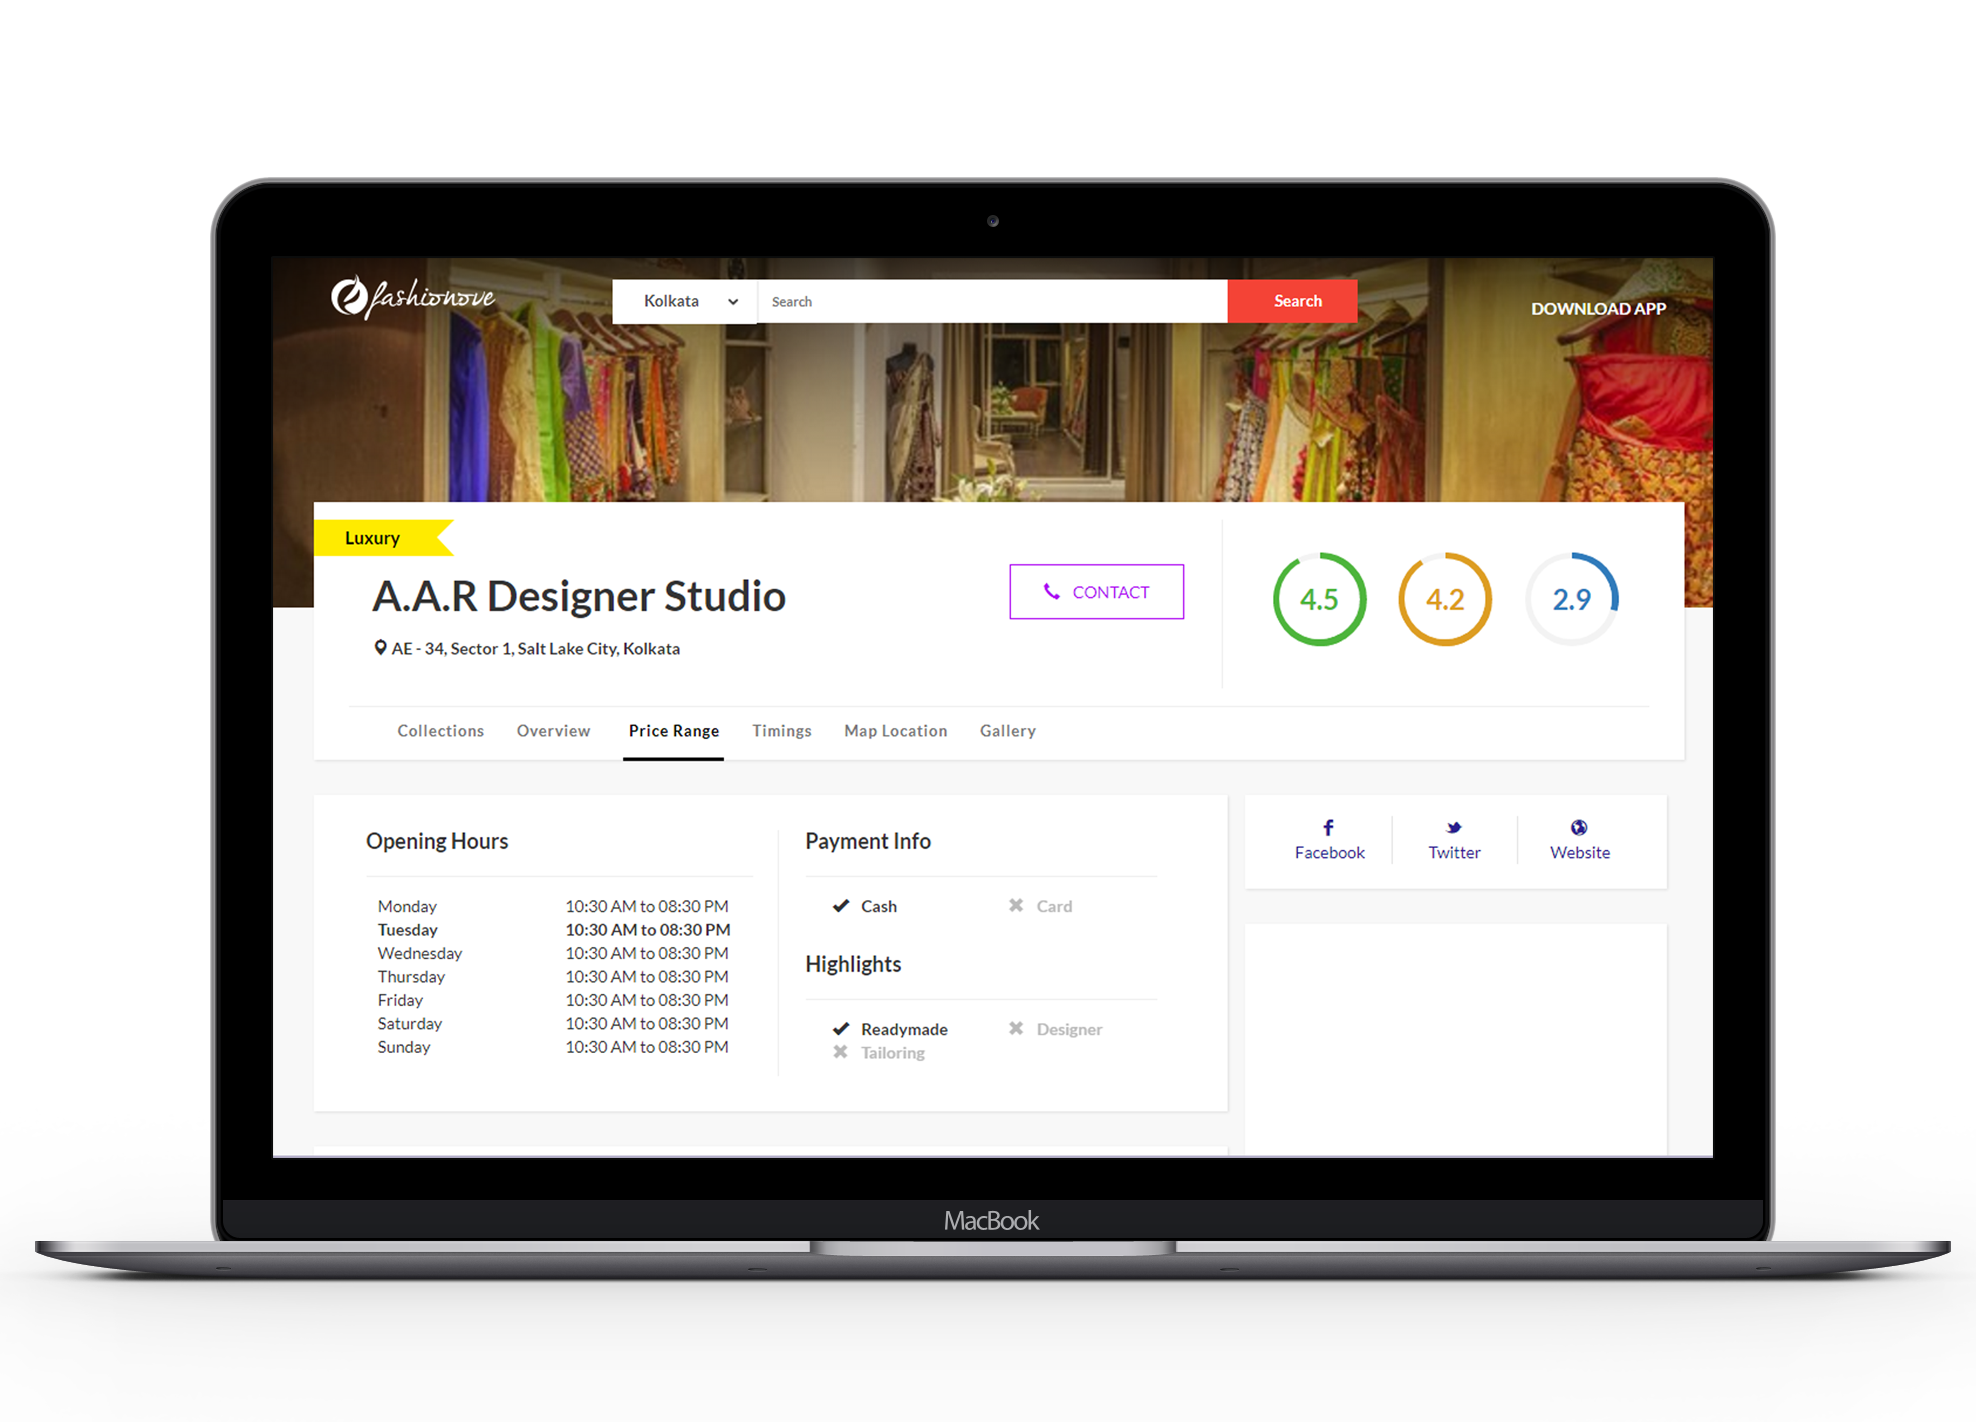 fashionove
Kolkata
Search
Search
DOWNLOAD APP
Luxury
A.A.R Designer Studio
AE - 34, Sector 1, Salt Lake City, Kolkata
CONTACT
4.5
4.2
2.9
Collections
Overview
Price Range
Timings
Map Location
Gallery
Opening Hours
Monday 10:30 AM to 08:30 PM
Tuesday 10:30 AM to 08:30 PM
Wednesday 10:30 AM to 08:30 PM
Thursday 10:30 AM to 08:30 PM
Friday 10:30 AM to 08:30 PM
Saturday 10:30 AM to 08:30 PM
Sunday 10:30 AM to 08:30 PM
Payment Info
Cash
Card
Highlights
Readymade
Designer
Tailoring
Facebook
Twitter
Website
MacBook